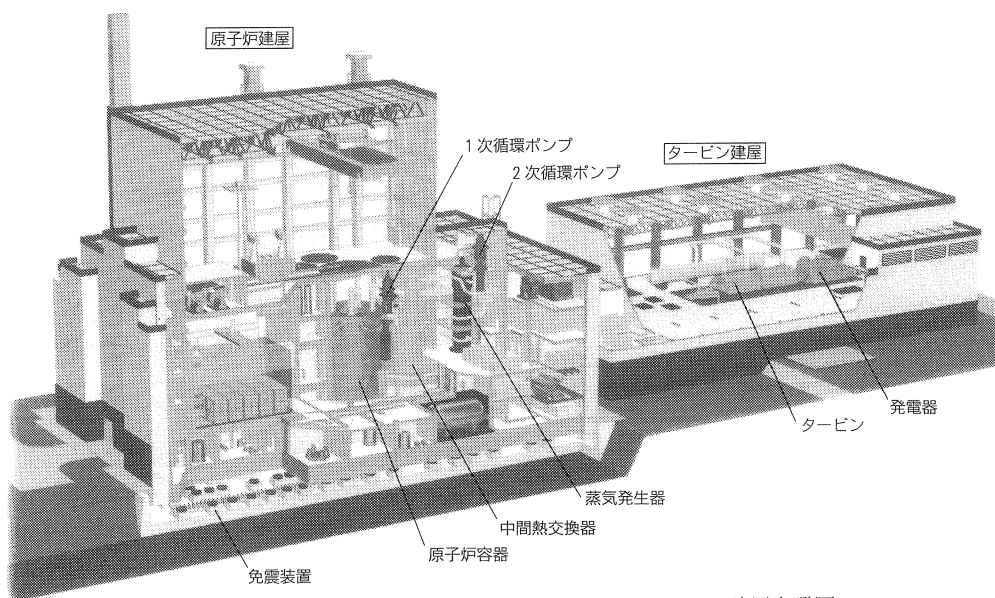 原子炉建屋
1次循環ポンプ
タービン建屋
2次循環ポンプ
発電器
タービン
蒸気発生器
中間熱交換器
原子炉容器
免震装置